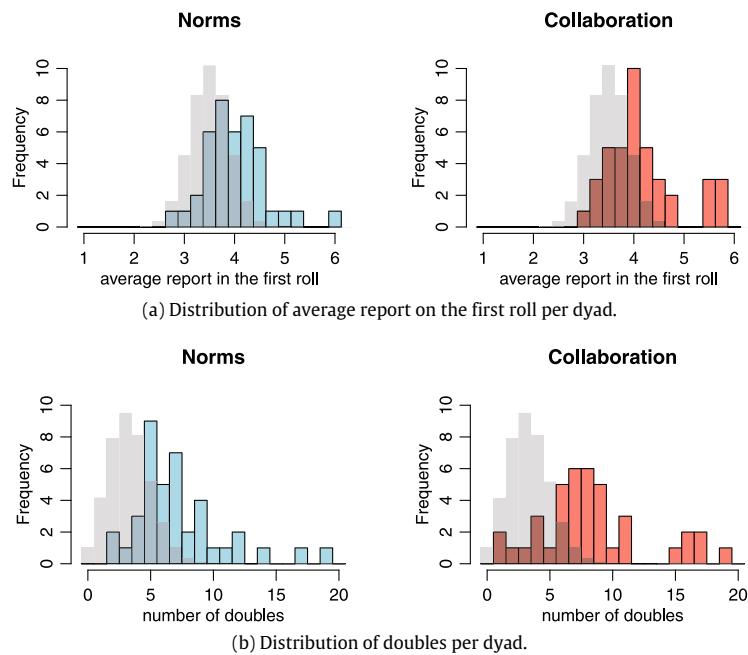 Norms Collaboration
Frequency 0 2 4 6 8 10 Frequency 0 2 4 6 8 10
1 2 3 4 5 6 1 2 3 4 5 6
average report in the first roll average report in the first roll
(a) Distribution of average report on the first roll per dyad.
Norms Collaboration
Frequency 0 2 4 6 8 10 Frequency 0 2 4 6 8 10
0 5 10 15 20 0 5 10 15 20
number of doubles number of doubles
(b) Distribution of doubles per dyad.